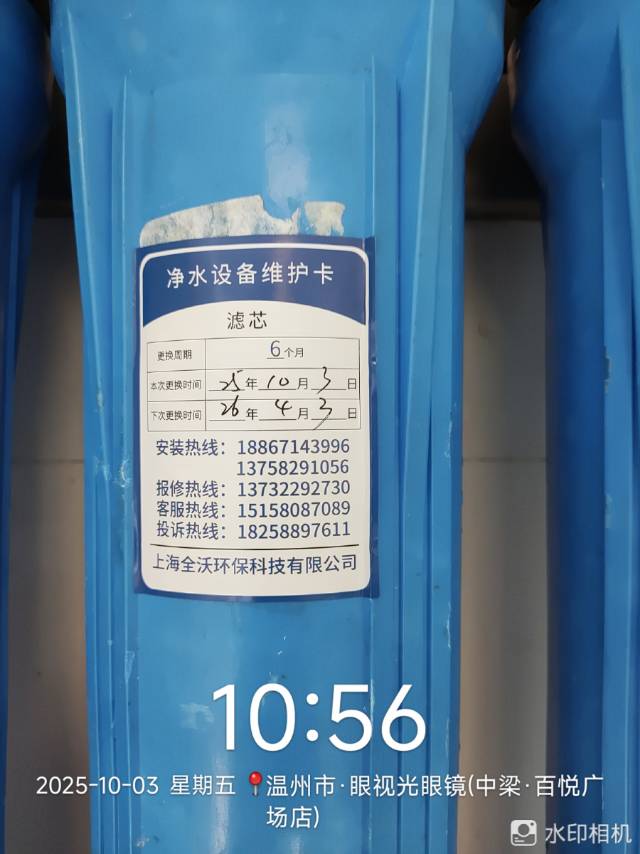 净水设备维护卡
滤芯
更换周期 6个月
本次更换时间 25年10月3日
下次更换时间 26年4月3日
安装热线：18867143996
13758291056
报修热线：13732292730
客服热线：15158087089
投诉热线：18258897611
上海全沃环保科技有限公司
10:56
2025-10-03 星期五 温州市·眼视光眼镜(中梁·百悦广
场店)
水印相机